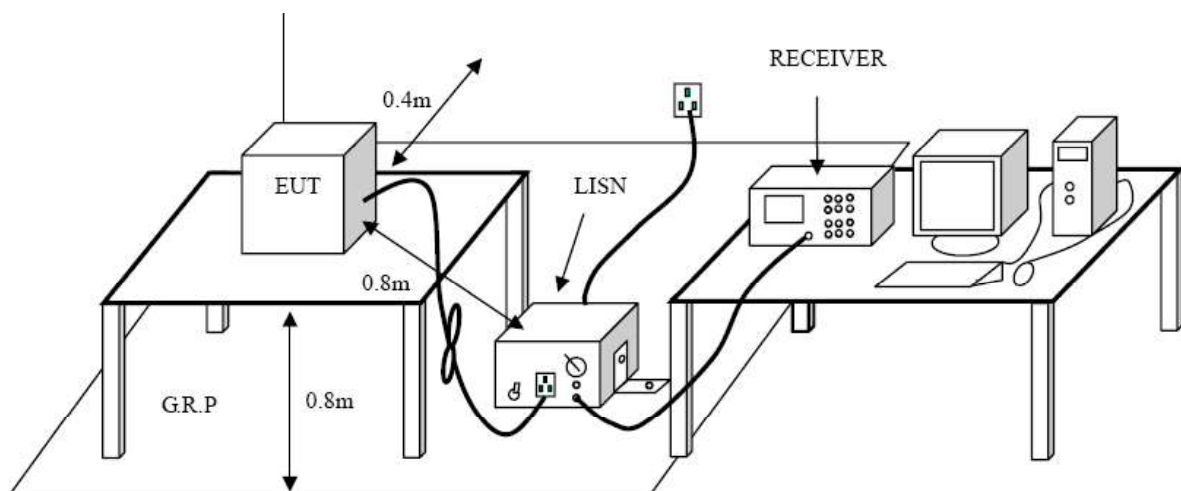 RECEIVER
0.4m
EUT
LISN
0.8m
G.R.P
0.8m